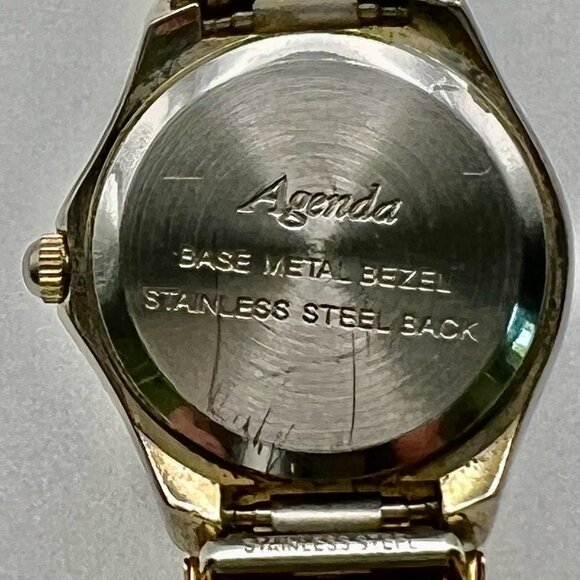 Agenda
BASE METAL BEZEL
STAINLESS STEEL BACK
STAINLESS STEEL